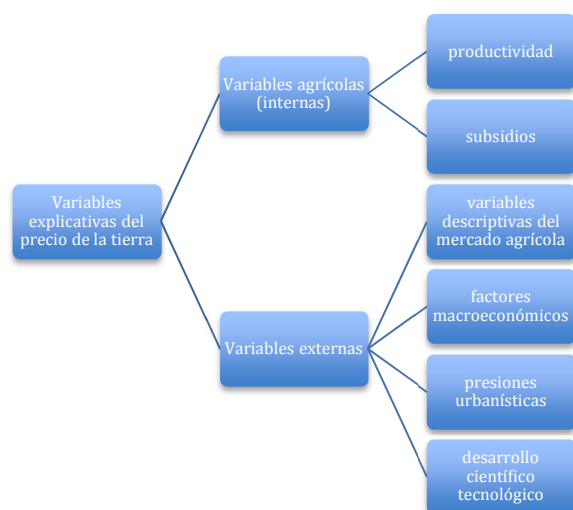 Variables
explicativas del
precio de la tierra
Variables agrícolas
(internas)
productividad
subsidios
Variables externas
variables
descriptivas del
mercado agrícola
factores
macroeconómicos
presiones
urbanísticas
desarrollo
científico
tecnológico